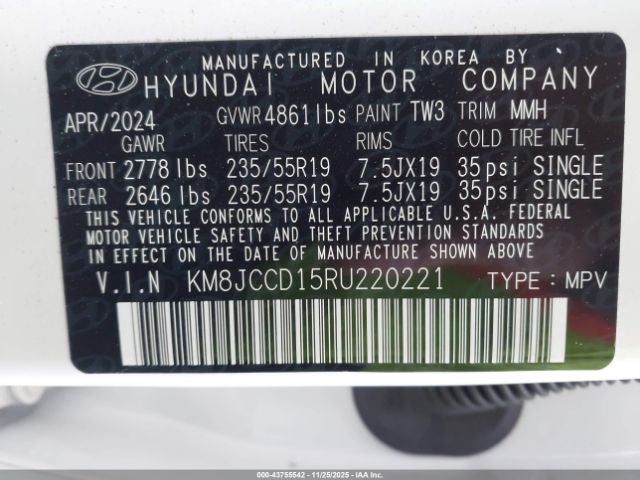 MANUFACTURED IN KOREA BY
HYUNDAI MOTOR COMPANY
APR/2024 GVWR 4861 lbs PAINT TW3 TRIM MMH
GAWR TIRES RIMS COLD TIRE INFL
FRONT 2778 lbs 235/55R19 7.5JX19 35psi SINGLE
REAR 2646 lbs 235/55R19 7.5JX19 35psi SINGLE
THIS VEHICLE CONFORMS TO ALL APPLICABLE U.S.A. FEDERAL
MOTOR VEHICLE SAFETY AND THEFT PREVENTION STANDARDS
IN EFFECT ON THE DATE OF MANUFACTURE SHOWN ABOVE.
V.I.N KM8JCCD15RU220221 TYPE : MPV
000-43755542 - 11/25/2025 - IAAI.COM